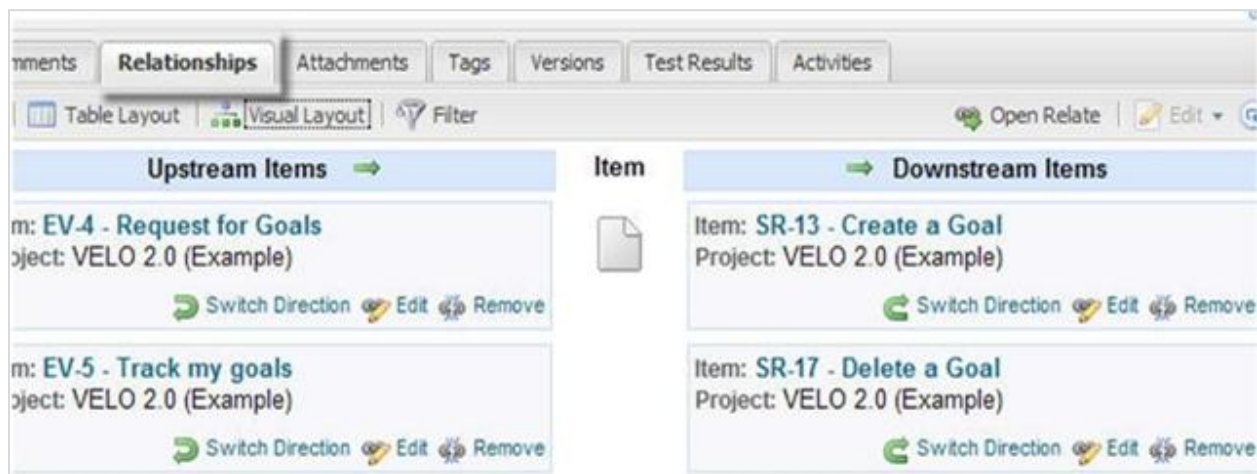 Relationships Attachments Tags Versions Test Results Activities
Table Layout Visual Layout Filter Open Relate Edit
Upstream Items Item Downstream Items
EV-4 - Request for Goals Item: SR-13 - Create a Goal
VELO 2.0 (Example) Project: VELO 2.0 (Example)
Switch Direction Edit Remove Switch Direction Edit Remove
EV-5 - Track my goals Item: SR-17 - Delete a Goal
VELO 2.0 (Example) Project: VELO 2.0 (Example)
Switch Direction Edit Remove Switch Direction Edit Remove